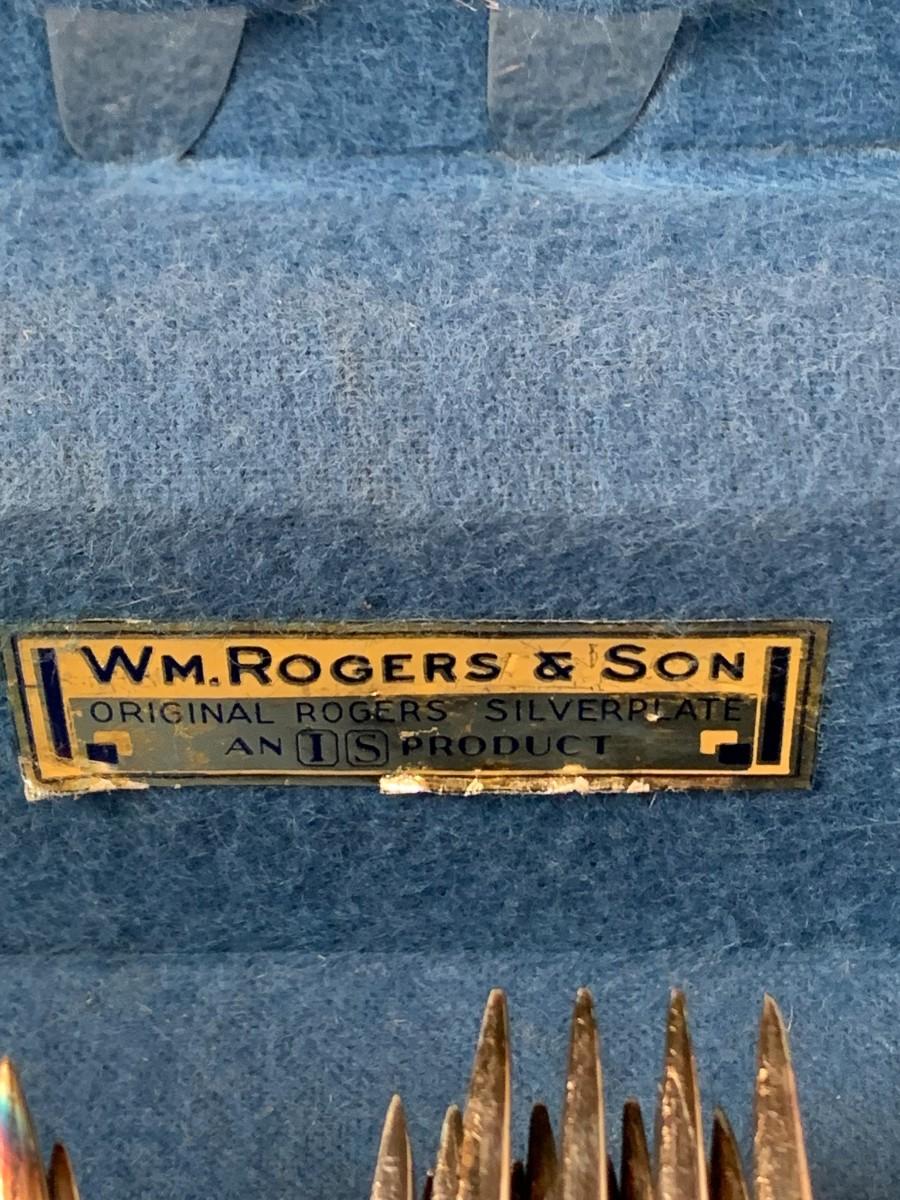 WM. ROGERS & SON
ORIGINAL ROGERS SILVERPLATE
AN IS PRODUCT